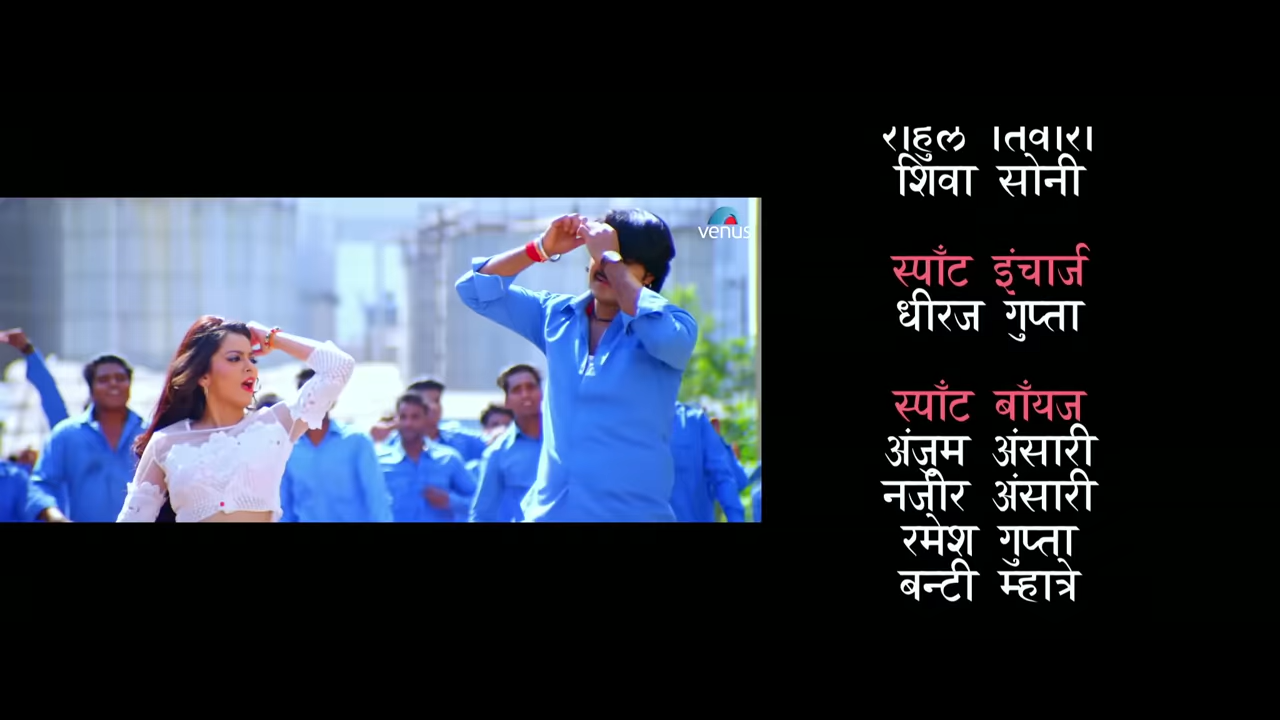 venus
राहुल तिवारी
शिवा सोनी
स्पाँट इंचार्ज
धीरज गुप्ता
स्पाँट बाँयज
अंजुम अंसारी
नजीर अंसारी
रमेश गुप्ता
बन्टी म्हात्रे